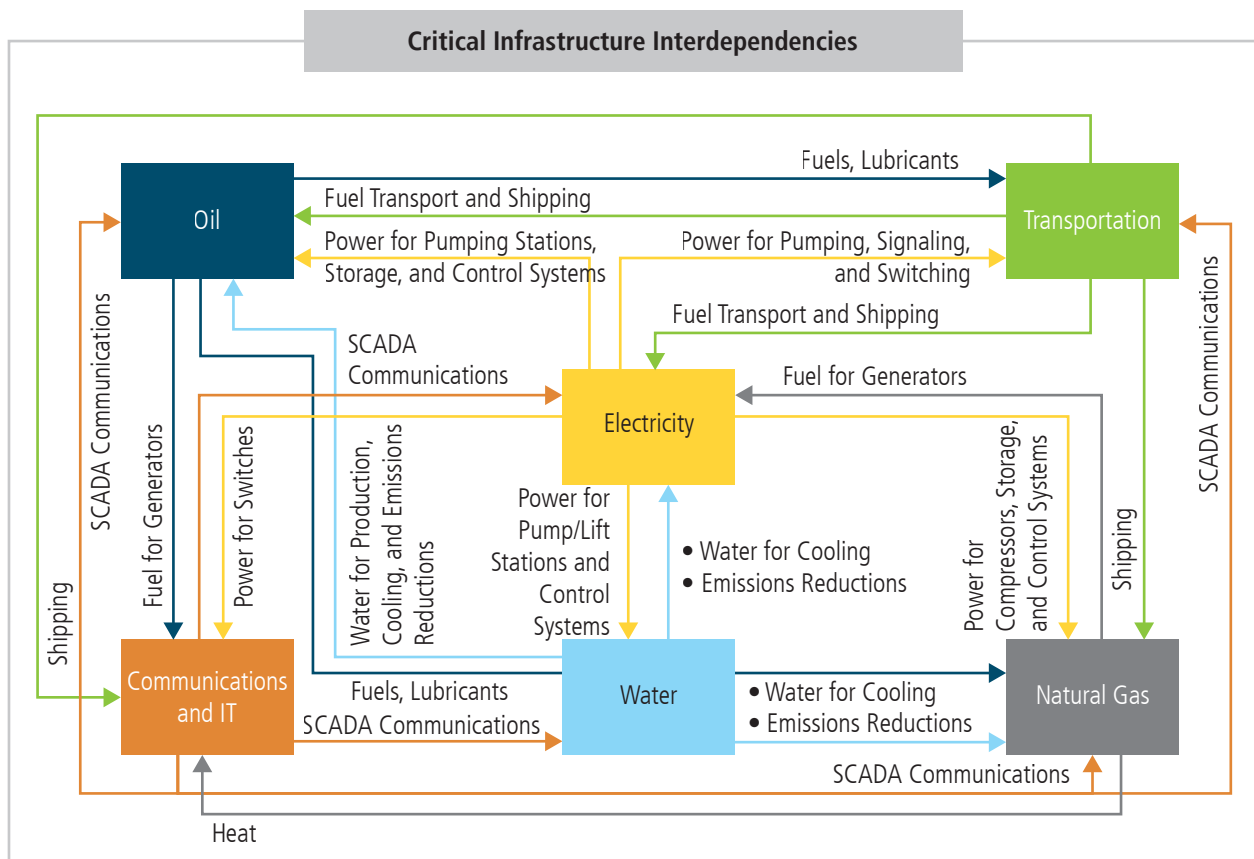 Critical Infrastructure Interdependencies
Fuels, Lubricants
Oil
Fuel Transport and Shipping
Transportation
Power for Pumping Stations,
Storage, and Control Systems
Power for Pumping, Signaling,
and Switching
Fuel Transport and Shipping
SCADA Communications
SCADA
Communications
Fuel for Generators
SCADA Communications
Electricity
Fuel for Generators
Power for Switches
Water for Production,
Cooling, and Emissions
Reductions
Power for
Pump/Lift
Stations and
Control
Systems
• Water for Cooling
• Emissions Reductions
Power for
Compressors, Storage,
and Control Systems
Shipping
Shipping
Communications
and IT
Fuels, Lubricants
SCADA Communications
Water
• Water for Cooling
• Emissions Reductions
Natural Gas
SCADA Communications
Heat